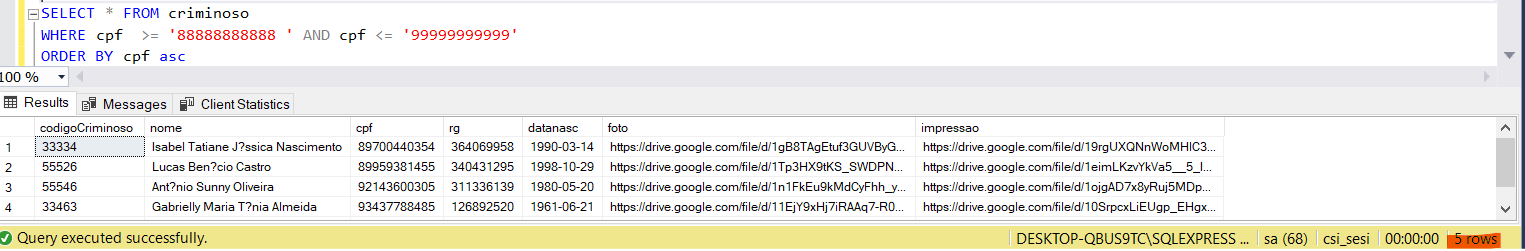 SELECT * FROM criminoso
WHERE cpf >= '88888888888 ' AND cpf <= '99999999999'
ORDER BY cpf asc
100 %
Results Messages Client Statistics
codigoCriminoso nome cpf rg datanasc foto impressao
1 33334 Isabel Tatiane J?ssica Nascimento 89700440354 364069958 1990-03-14 https://drive.google.com/file/d/1gB8TAgEtuf3GUVByG... https://drive.google.com/file/d/19rgUXQNnWoMHIC3...
2 55526 Lucas Ben?cio Castro 89959381455 340431295 1998-10-29 https://drive.google.com/file/d/1Tp3HX9tKS_SWDPN... https://drive.google.com/file/d/1eimLKzvYkVa5__5_I...
3 55546 Ant?nio Sunny Oliveira 92143600305 311336139 1980-05-20 https://drive.google.com/file/d/1n1FkEu9kMdCyFhh_y... https://drive.google.com/file/d/1ojgAD7x8yRuj5MDp...
4 33463 Gabrielly Maria T?nia Almeida 93437788485 126892520 1961-06-21 https://drive.google.com/file/d/11EjY9xHj7iRAAq7-R0... https://drive.google.com/file/d/10SrpcxLiEUgp_EHgx...
Query executed successfully. DESKTOP-QBUS9TC\SQLEXPRESS ... sa (68) csi_sesi 00:00:00 5 rows